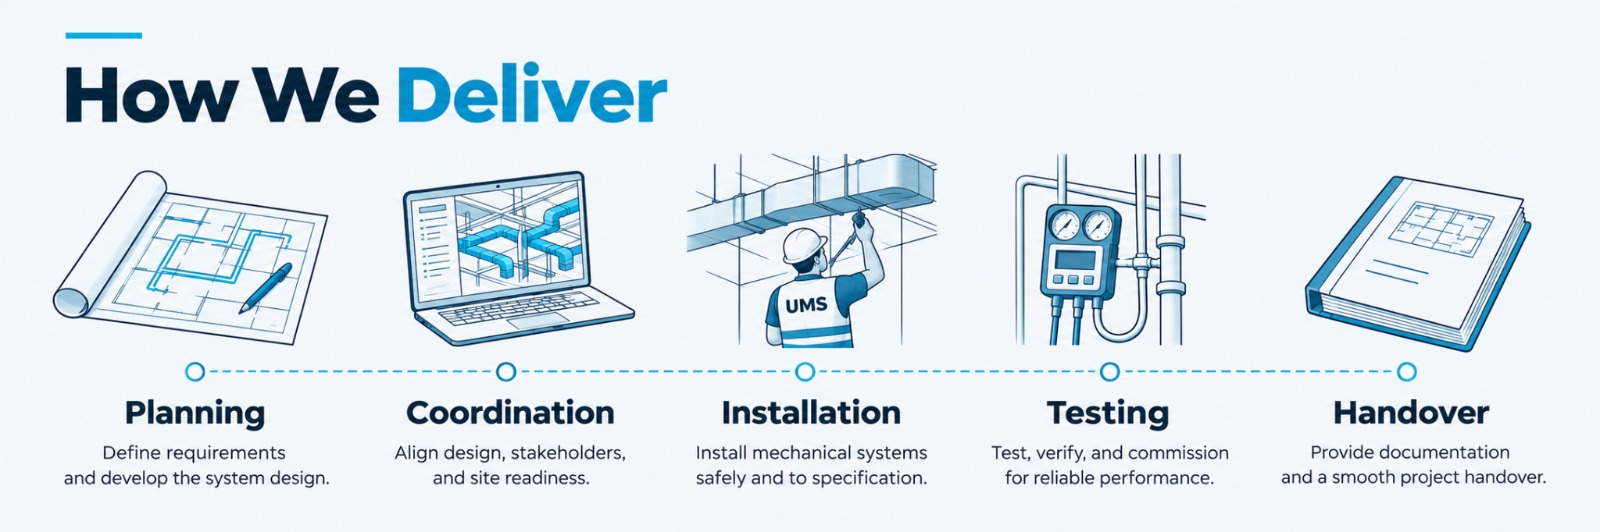 How We Deliver
UMS
Planning
Define requirements
and develop the system design.
Coordination
Align design, stakeholders,
and site readiness.
Installation
Install mechanical systems
safely and to specification.
Testing
Test, verify, and commission
for reliable performance.
Handover
Provide documentation
and a smooth project handover.